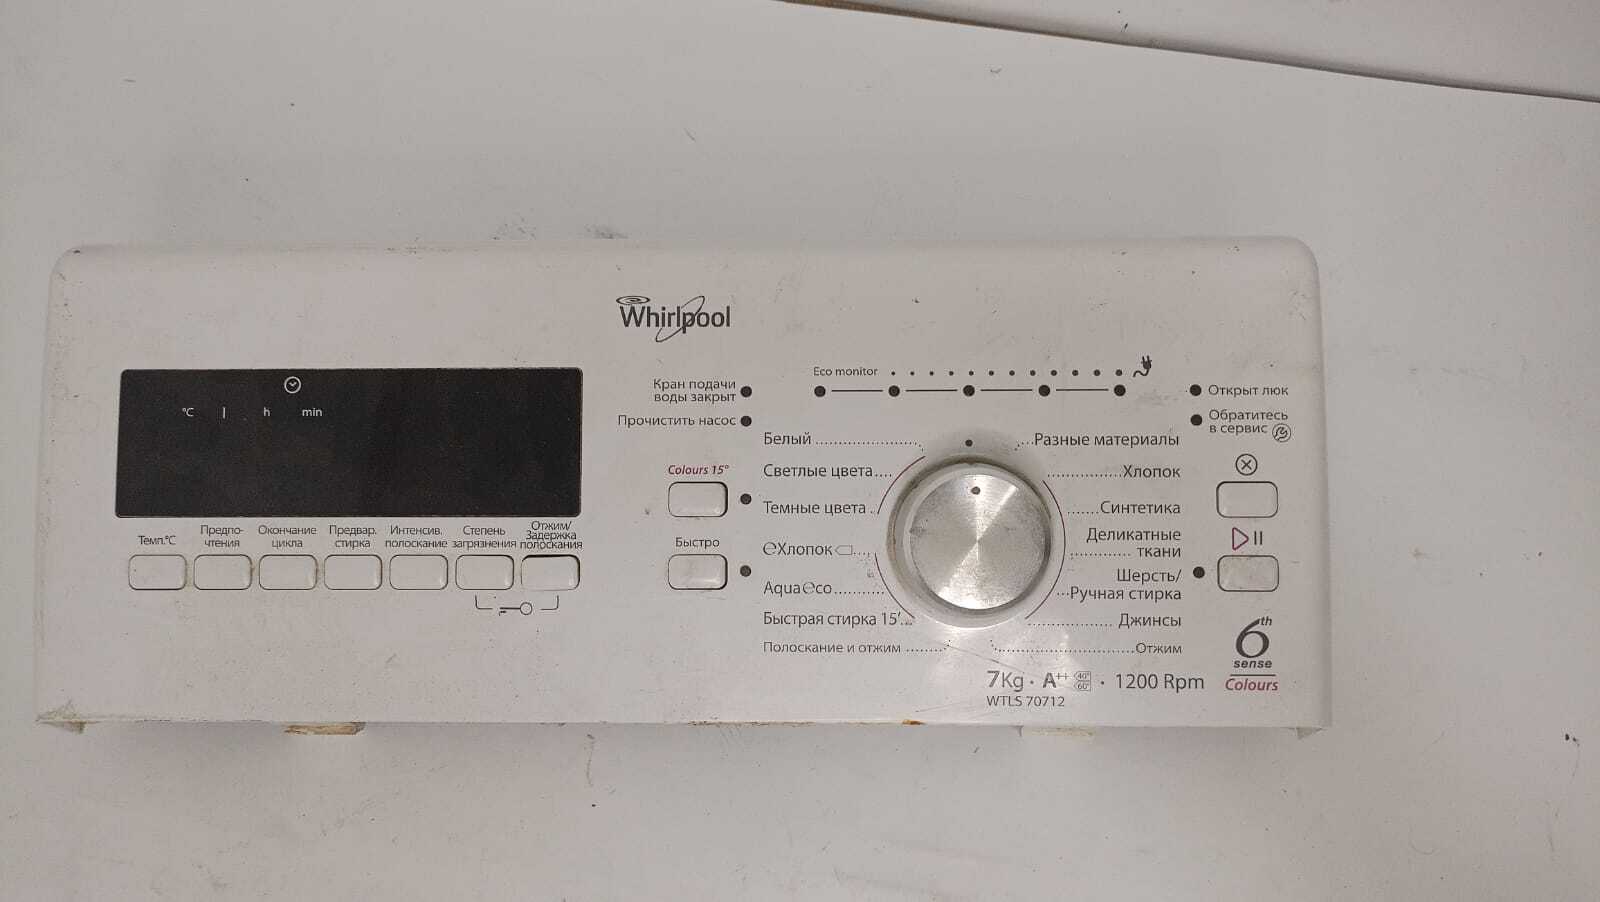 Whirlpool
°C | h min
Темп.°C
Предпо-
чтения
Окончание
цикла
Предвар.
стирка
Интенсив.
полоскание
Степень
загрязнения
Отжим/
Задержка
полоскания
Кран подачи
воды закрыт
Прочистить насос
Eco monitor
Открыт люк
Обратитесь
в сервис
Colours 15°
Быстро
Белый
Светлые цвета
Темные цвета
eХлопок
Aquaeco
Быстрая стирка 15'
Полоскание и отжим
Разные материалы
Хлопок
Синтетика
Деликатные
ткани
Шерсть/
Ручная стирка
Джинсы
Отжим
7Kg · A++ 40° 60° · 1200 Rpm
WTLS 70712
6th
sense
Colours